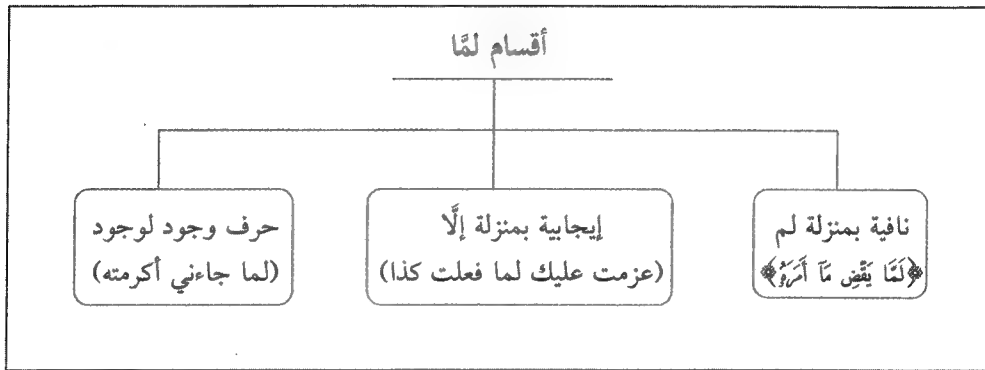 أقسام لمَّا
نافية بمنزلة لم
﴿لَمَّا يَقْضِ مَآ أَمَرَهُۥ﴾
إيجابية بمنزلة إلَّا
(عزمت عليك لما فعلت كذا)
حرف وجود لوجود
(لما جاءني أكرمته)